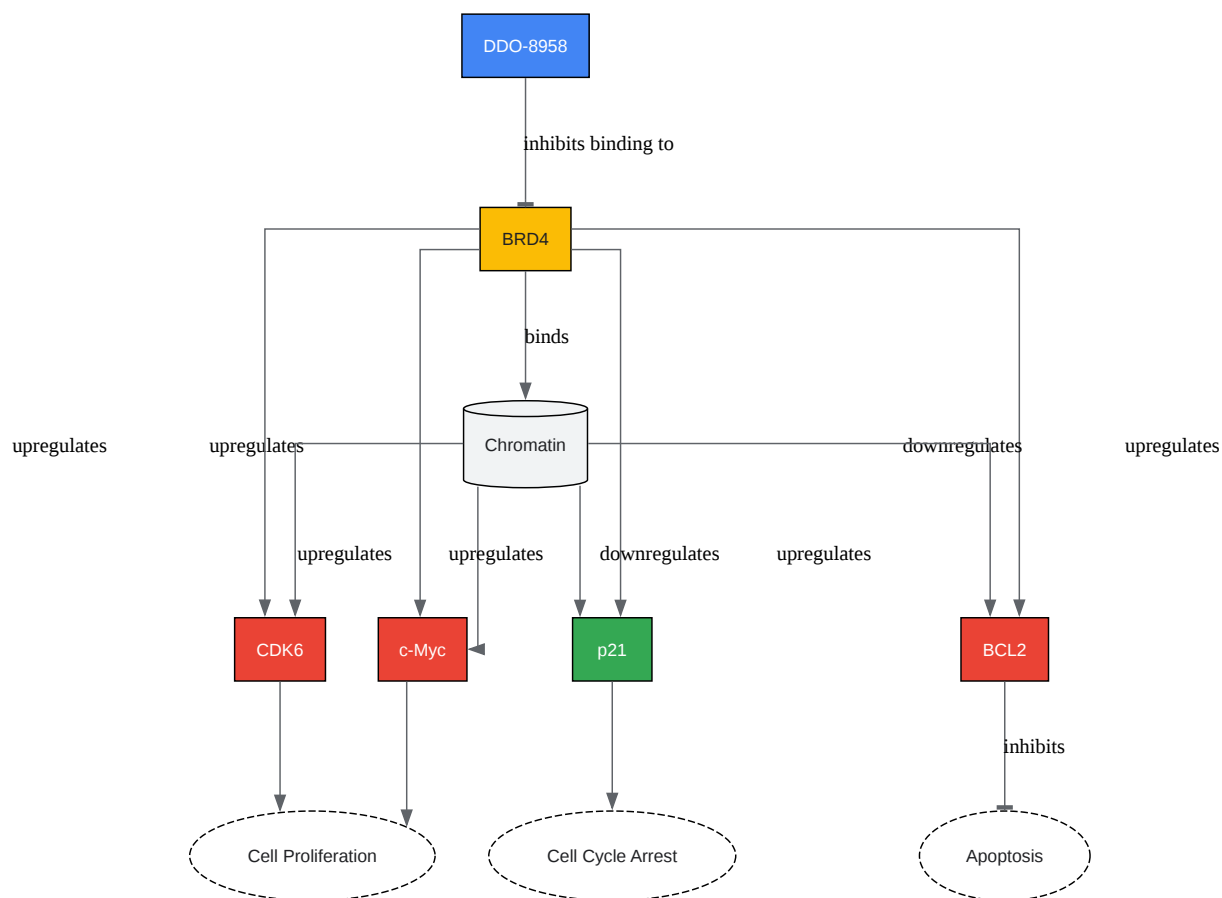 DDO-8958
inhibits binding to
BRD4
binds
upregulates
upregulates
Chromatin
downregulates
upregulates
upregulates
upregulates
downregulates
upregulates
CDK6
c-Myc
p21
BCL2
inhibits
Cell Proliferation
Cell Cycle Arrest
Apoptosis